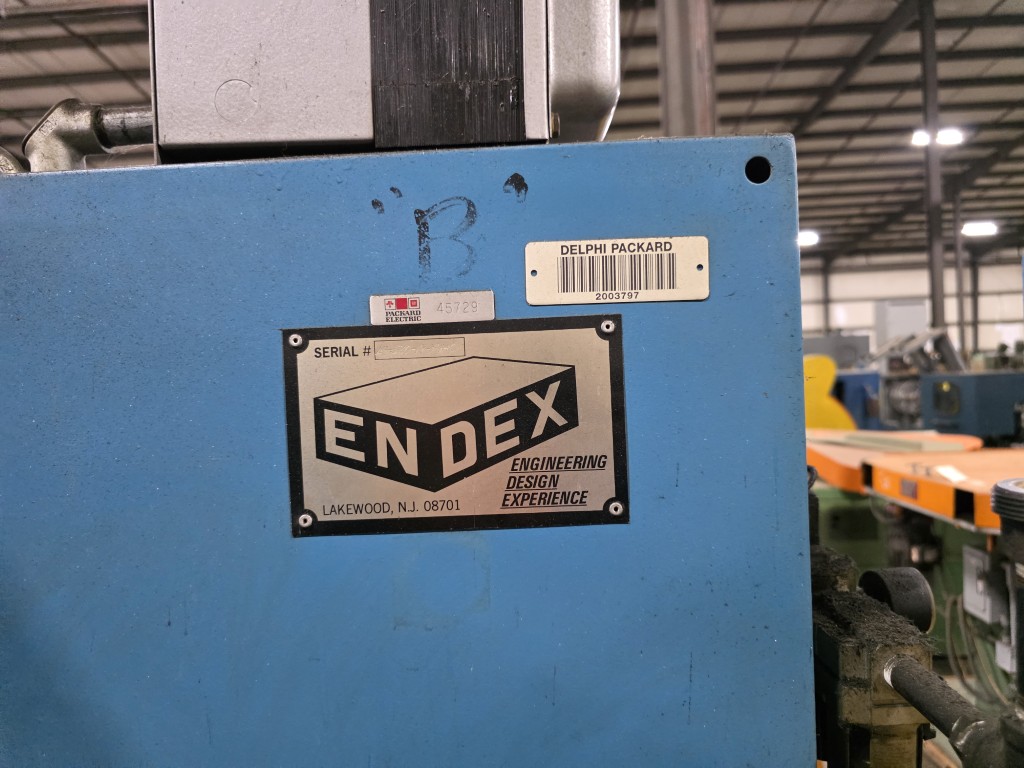 "B"
DELPHI PACKARD
2003797
PACKARD
ELECTRIC
45729
SERIAL #
ENDEX
ENGINEERING
DESIGN
EXPERIENCE
LAKEWOOD, N.J. 08701